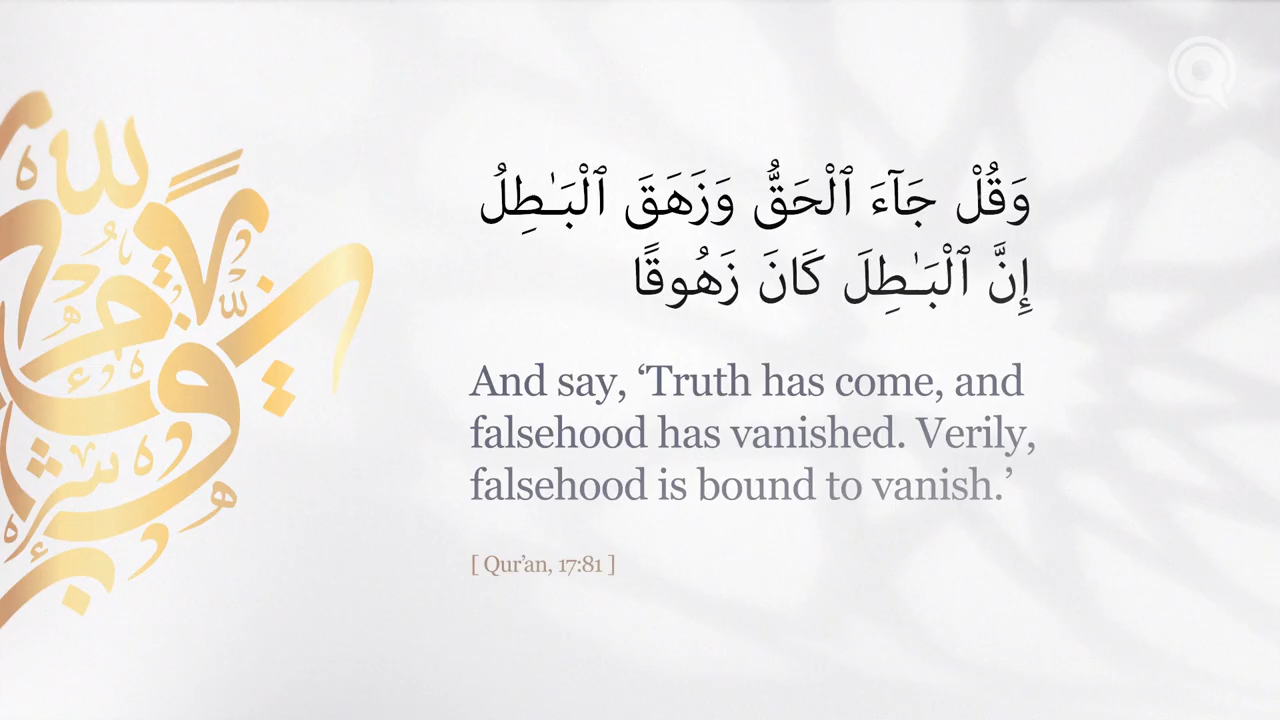 وَقُلْ جَآءَ ٱلْحَقُّ وَزَهَقَ ٱلْبَـٰطِلُ
إِنَّ ٱلْبَـٰطِلَ كَانَ زَهُوقًا
And say, ‘Truth has come, and
falsehood has vanished. Verily,
falsehood is bound to vanish.’
[ Qur’an, 17:81 ]